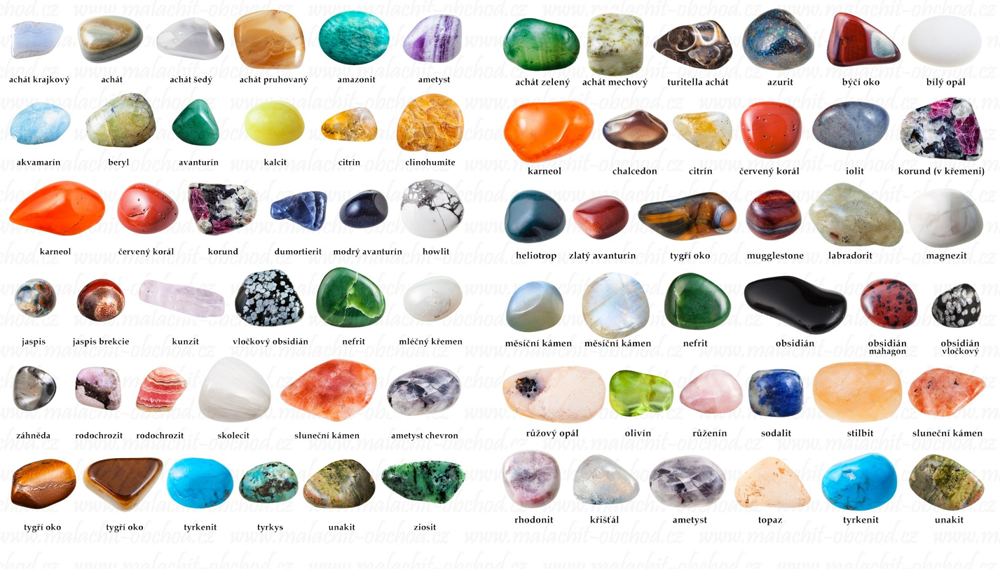 achát krajkový achát achát šedý achát pruhovaný amazonit ametyst
akvamarín beryl avanturín kalcit citrín clinohumite
karneol červený korál korund dumortierit modrý avanturín howlit
jaspis jaspis brekcie kunzit vločkový obsidián nefrit mléčný křemen
záhněda rodochrozit rodochrozit skolecit sluneční kámen ametyst chevron
tygří oko tygří oko tyrkenit tyrkys unakit ziosit
achát zelený achát mechový turitella achát azurit býčí oko bílý opál
karneol chalcedon citrín červený korál iolit korund (v křemeni)
heliotrop zlatý avanturín tygří oko mugglestone labradorit magnezit
měsíční kámen měsíční kámen nefrit obsidián obsidián obsidián
mahagon vločkový
růžový opál olivín růženín sodalit stilbit sluneční kámen
rhodonit křišťál ametyst topaz tyrkenit unakit
www.malachit-obchod.cz